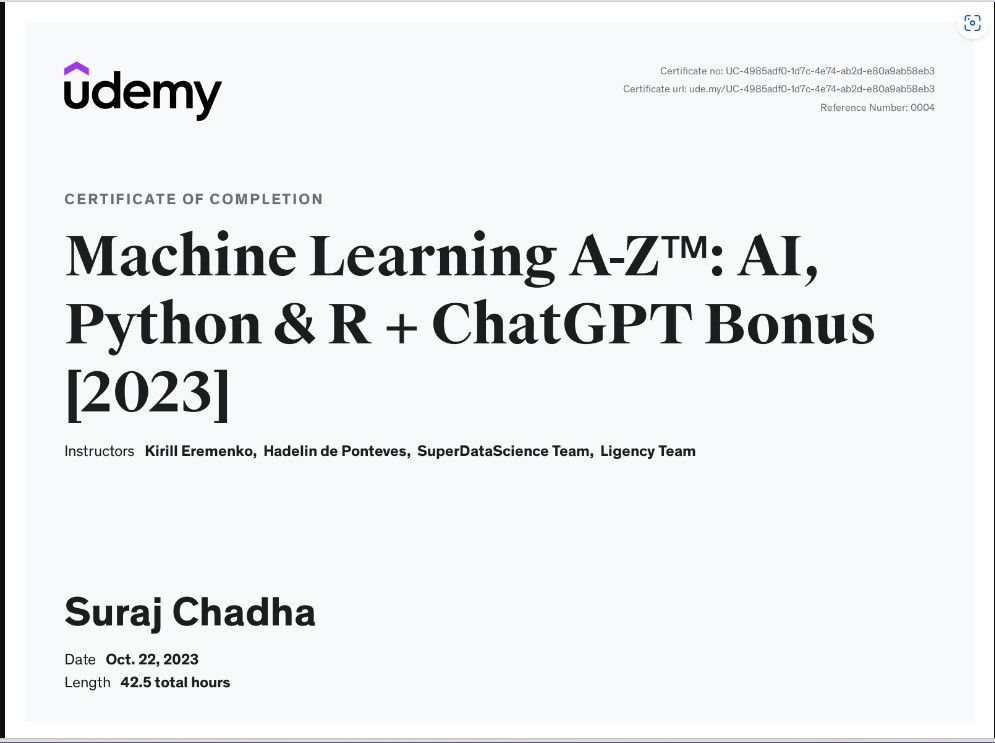 udemy
Certificate no: UC-4985adf0-1d7c-4e74-ab2d-e80a9ab58eb3
Certificate url: ude.my/UC-4985adf0-1d7c-4e74-ab2d-e80a9ab58eb3
Reference Number: 0004
CERTIFICATE OF COMPLETION
Machine Learning A-Z™: AI,
Python & R + ChatGPT Bonus
[2023]
Instructors Kirill Eremenko, Hadelin de Ponteves, SuperDataScience Team, Ligency Team
Suraj Chadha
Date Oct. 22, 2023
Length 42.5 total hours